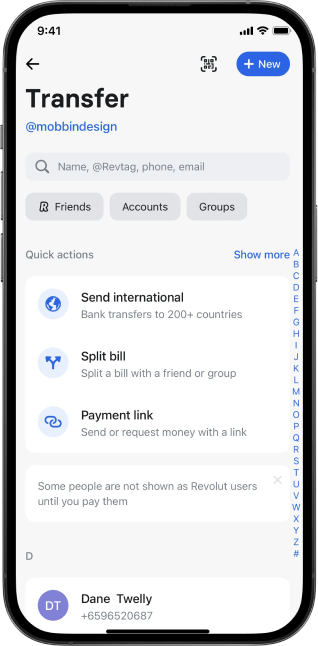 9:41
New
Transfer
@mobbindesign
Name, @Revtag, phone, email
Friends
Accounts
Groups
Quick actions
Show more
Send international
Bank transfers to 200+ countries
Split bill
Split a bill with a friend or group
Payment link
Send or request money with a link
Some people are not shown as Revolut users
until you pay them
D
DT
Dane Twelly
+6596520687
A
B
C
D
E
F
G
H
I
J
K
L
M
N
O
P
Q
R
S
T
U
V
W
X
Y
Z
#